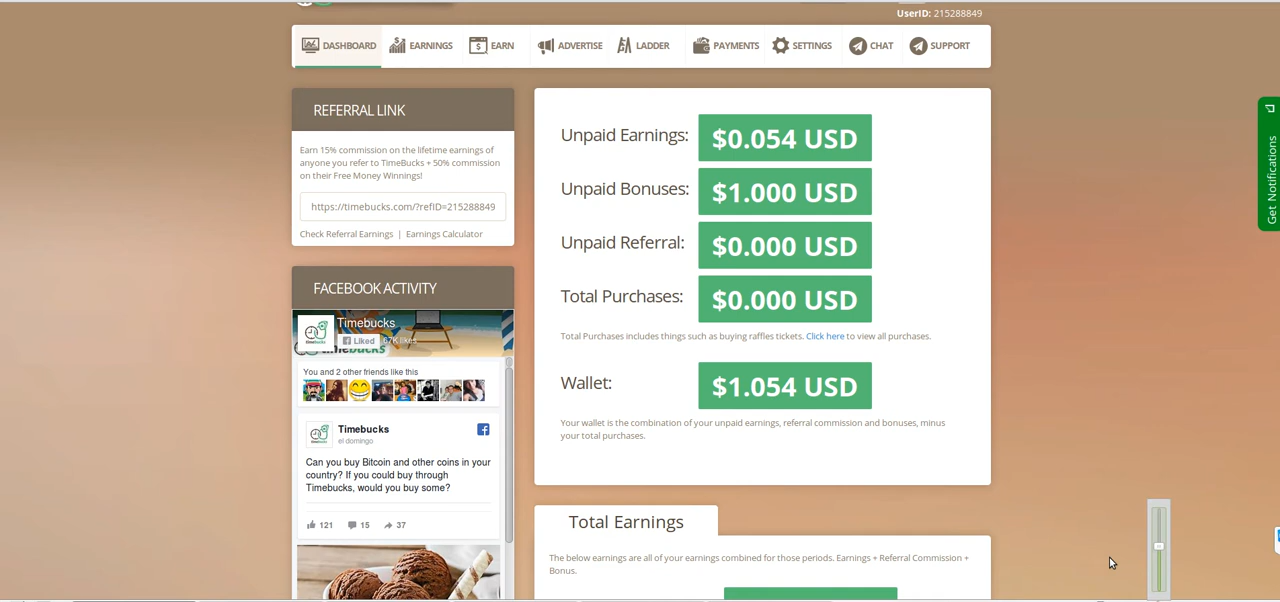 UserID: 215288849
DASHBOARD EARNINGS EARN ADVERTISE LADDER PAYMENTS SETTINGS CHAT SUPPORT
REFERRAL LINK
Earn 15% commission on the lifetime earnings of
anyone you refer to TimeBucks + 50% commission
on their Free Money Winnings!
https://timebucks.com/?refID=215288849
Check Referral Earnings | Earnings Calculator
FACEBOOK ACTIVITY
Timebucks
Liked 67K likes
timebucks
You and 2 other friends like this
Timebucks
el domingo
Can you buy Bitcoin and other coins in your
country? If you could buy through
Timebucks, would you buy some?
121 15 37
Unpaid Earnings: $0.054 USD
Unpaid Bonuses: $1.000 USD
Unpaid Referral: $0.000 USD
Total Purchases: $0.000 USD
Total Purchases includes things such as buying raffles tickets. Click here to view all purchases.
Wallet: $1.054 USD
Your wallet is the combination of your unpaid earnings, referral commission and bonuses, minus
your total purchases.
Total Earnings
The below earnings are all of your earnings combined for those periods. Earnings + Referral Commission +
Bonus.
Get Notifications